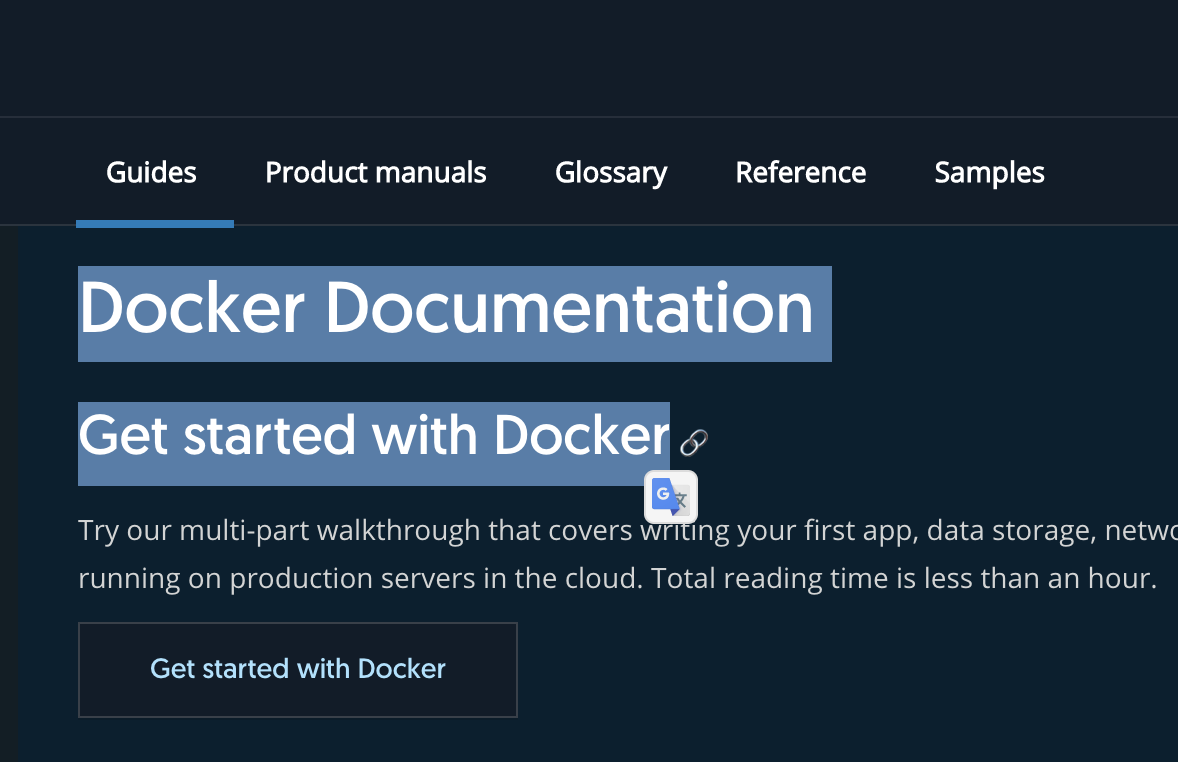 Guides Product manuals Glossary Reference Samples
Docker Documentation
Get started with Docker
G 文
Try our multi-part walkthrough that covers writing your first app, data storage,
running on production servers in the cloud. Total reading time is less than an hour.
Get started with Docker